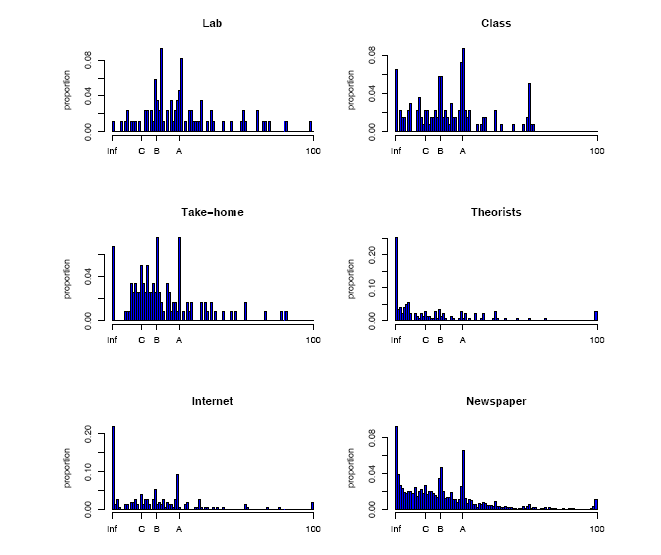 Lab
proportion
0.00 0.04 0.08
Inf C B A 100
Class
proportion
0.00 0.04 0.08
Inf C B A 100
Take-home
proportion
0.00 0.04
Inf C B A 100
Theorists
proportion
0.00 0.10 0.20
Inf C B A 100
Internet
proportion
0.00 0.10 0.20
Inf C B A 100
Newspaper
proportion
0.00 0.04 0.08
Inf C B A 100